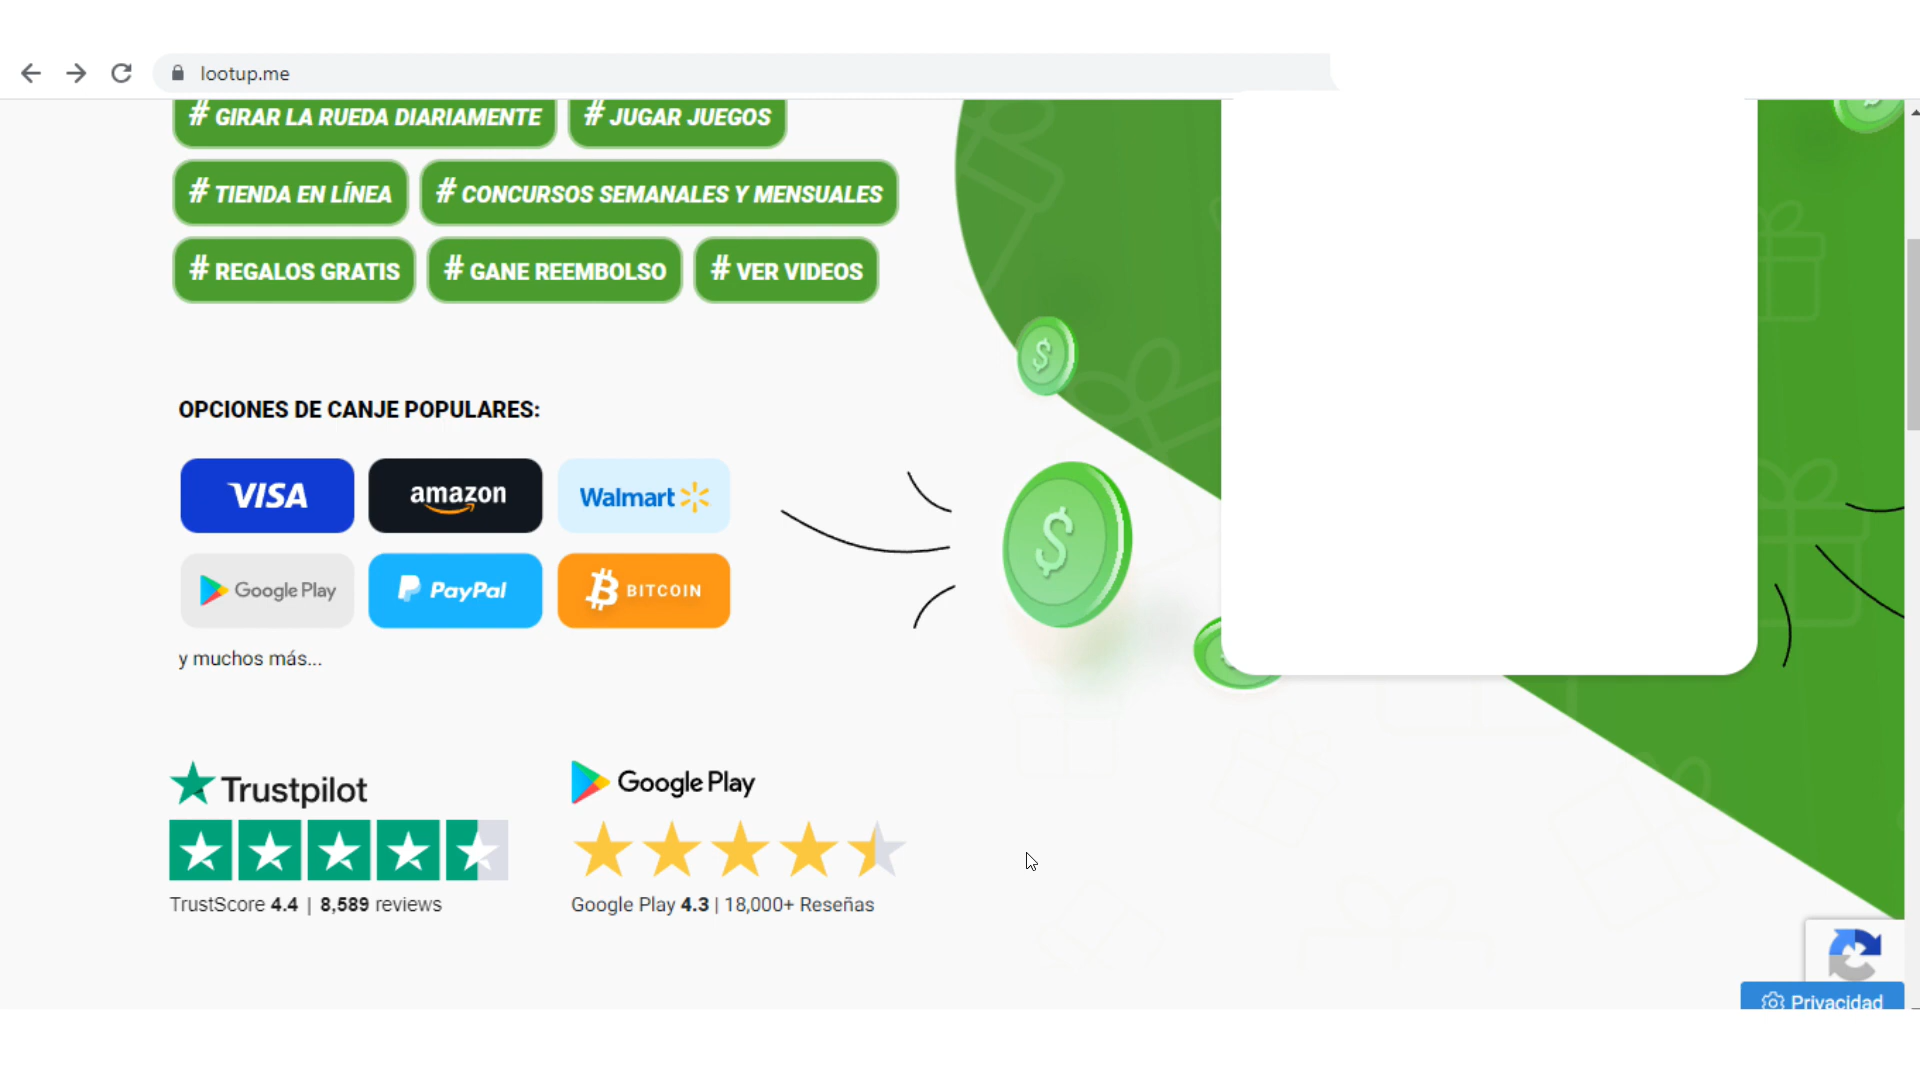 lootup.me
# GIRAR LA RUEDA DIARIAMENTE # JUGAR JUEGOS
# TIENDA EN LÍNEA # CONCURSOS SEMANALES Y MENSUALES
# REGALOS GRATIS # GANE REEMBOLSO # VER VIDEOS
OPCIONES DE CANJE POPULARES:
VISA amazon Walmart
Google Play PayPal BITCOIN
y muchos más...
Trustpilot Google Play
TrustScore 4.4 | 8,589 reviews Google Play 4.3 | 18,000+ Reseñas
Privacidad